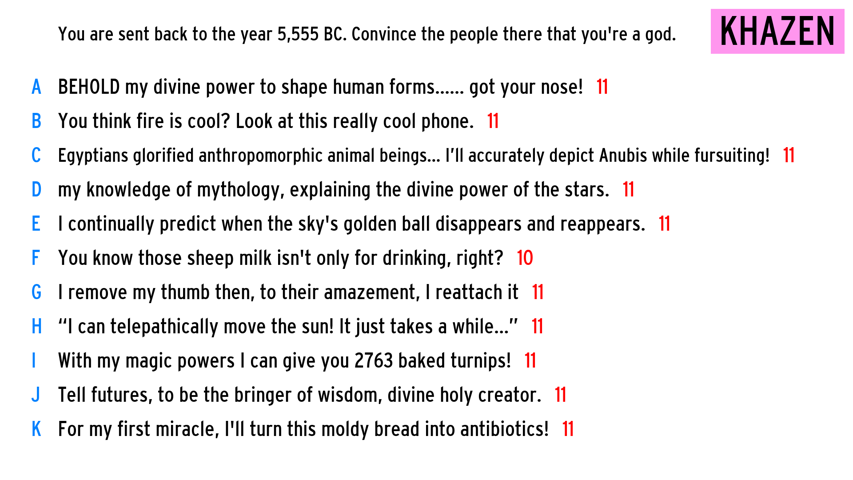 You are sent back to the year 5,555 BC. Convince the people there that you're a god.
KHAZEN
A BEHOLD my divine power to shape human forms...... got your nose! 11
B You think fire is cool? Look at this really cool phone. 11
C Egyptians glorified anthropomorphic animal beings... I'll accurately depict Anubis while fursuiting! 11
D my knowledge of mythology, explaining the divine power of the stars. 11
E I continually predict when the sky's golden ball disappears and reappears. 11
F You know those sheep milk isn't only for drinking, right? 10
G I remove my thumb then, to their amazement, I reattach it 11
H “I can telepathically move the sun! It just takes a while...” 11
I With my magic powers I can give you 2763 baked turnips! 11
J Tell futures, to be the bringer of wisdom, divine holy creator. 11
K For my first miracle, I'll turn this moldy bread into antibiotics! 11